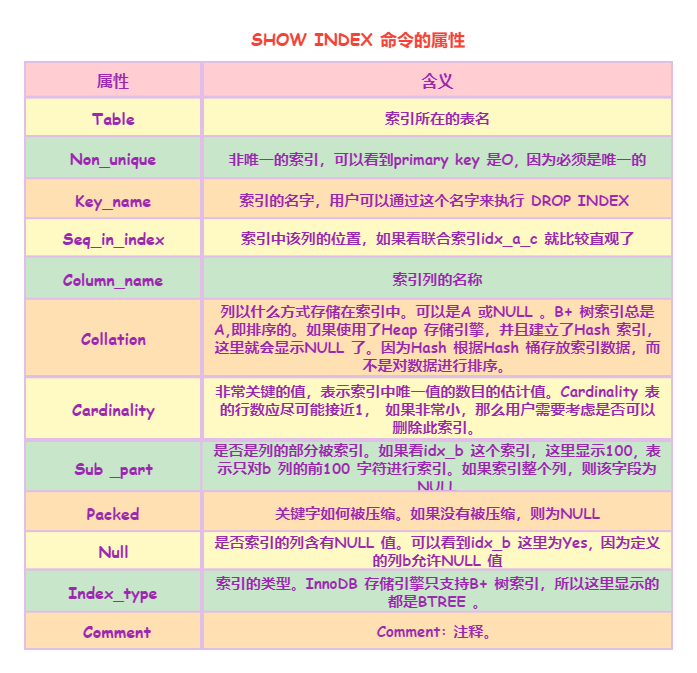 SHOW INDEX 命令的属性
属性
含义
Table
索引所在的表名
Non_unique
非唯一的索引，可以看到primary key 是O, 因为必须是唯一的
Key_name
索引的名字，用户可以通过这个名字来执行 DROP INDEX
Seq_in_index
索引中该列的位置，如果看联合索引idx_a_c 就比较直观了
Column_name
索引列的名称
Collation
列以什么方式存储在索引中。可以是A 或NULL 。B+ 树索引总是
A,即排序的。如果使用了Heap 存储引擎，并且建立了Hash 索引，
这里就会显示NULL 了。因为Hash 根据Hash 桶存放索引数据，而
不是对数据进行排序。
Cardinality
非常关键的值，表示索引中唯一值的数目的估计值。Cardinality 表
的行数应尽可能接近1， 如果非常小，那么用户需要考虑是否可以
删除此索引。
Sub _part
是否是列的部分被索引。如果看idx_b 这个索引，这里显示100, 表
示只对b 列的前100 字符进行索引。如果索引整个列，则该字段为
NULL
Packed
关键字如何被压缩。如果没有被压缩，则为NULL
Null
是否索引的列含有NULL 值。可以看到idx_b 这里为Yes, 因为定义
的列b允许NULL 值
Index_type
索引的类型。InnoDB 存储引擎只支持B+ 树索引，所以这里显示的
都是BTREE 。
Comment
Comment: 注释。